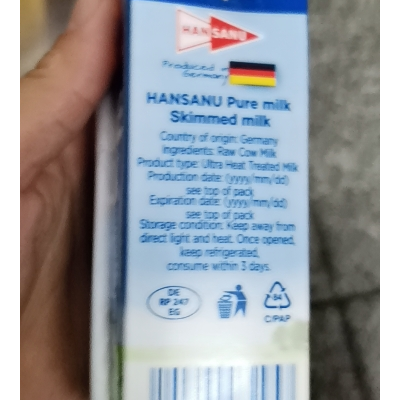 HANSANU
Produced in
Germany
HANSANU Pure milk
Skimmed milk
Country of origin: Germany
Ingredients: Raw Cow Milk
Product type: Ultra Heat Treated Milk
Production date: (yyyy/mm/dd)
see top of pack
Expiration date: (yyyy/mm/dd)
see top of pack
Storage condition: Keep away from
direct light and heat. Once opened,
keep refrigerated,
consume within 3 days.
DE
RP 247
EG
84
C/PAP